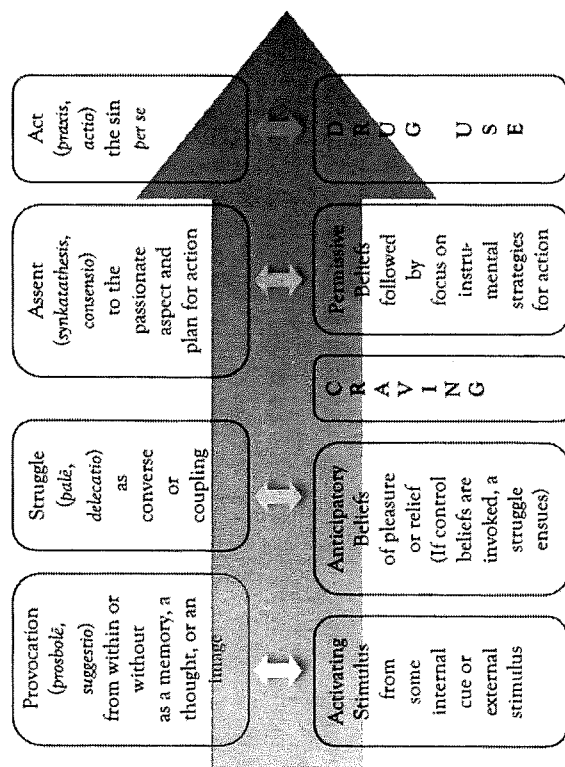 Provocation
(prosbolē,
suggestio)
from within or
without
as a memory, a
thought, or an
image
Struggle
(palē,
delecatio)
as
converse
or
coupling
Assent
(synkatathesis,
consensio)
to the
passionate
aspect and
plan for action
Act
(praxis,
actio)
the sin
per se
Activating
Stimulus
from
some
internal
cue or
external
stimulus
Anticipatory
Beliefs
of pleasure
or relief
(If control
beliefs are
invoked, a
struggle
ensues)
C
R
A
V
I
N
G
Permissive
Beliefs
followed
by
focus on
instru-
mental
strategies
for action
D
R
U
G
U
S
E